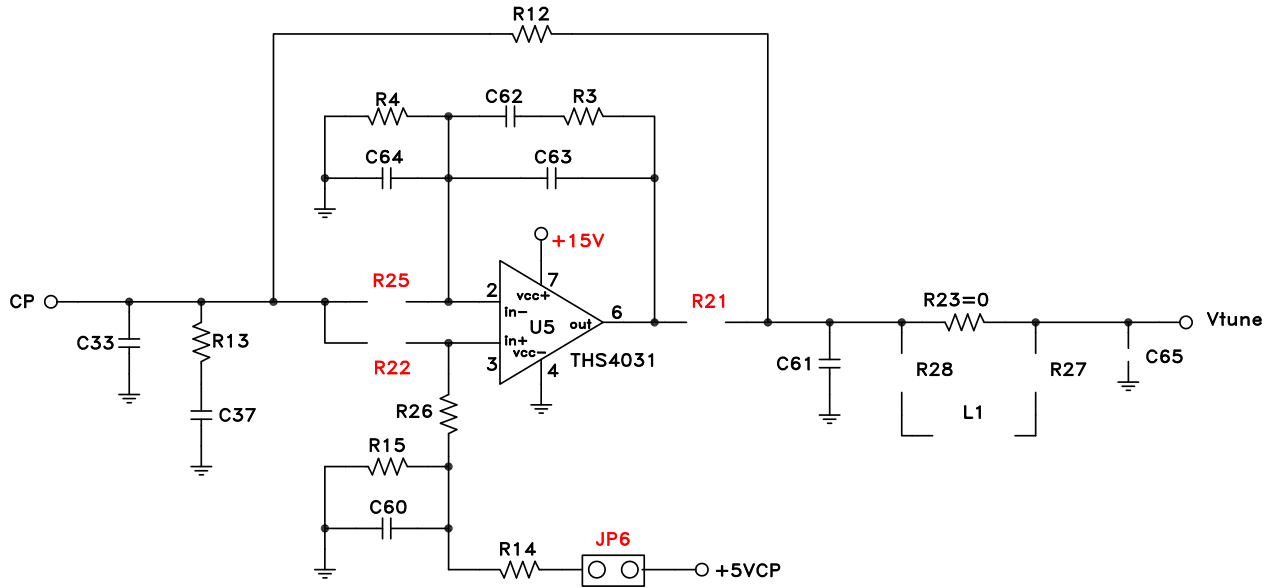 R12
R4
C62
R3
C64
C63
+15V
R25
7
CP
2
vcc+
in-
6
R21
R23=0
Vtune
U5
out
C33
R13
in+
vcc-
R22
3
4
THS4031
C61
R28
R27
C65
C37
R26
L1
R15
C60
R14
JP6
+5VCP